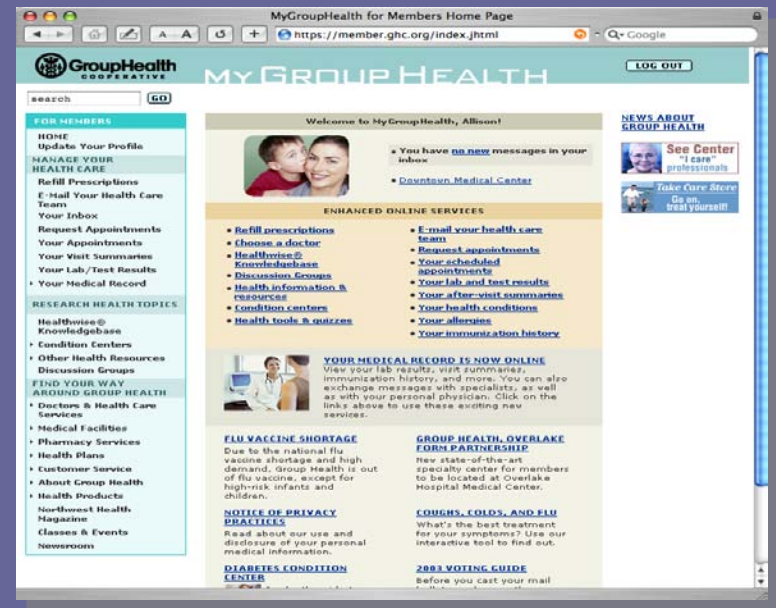 MyGroupHealth for Members Home Page
A A
https://member.ghc.org/index.jhtml
Google
GroupHealth
COOPERATIVE
MY GROUP HEALTH
LOG OUT
search
GO
FOR MEMBERS
HOME
Update Your Profile
MANAGE YOUR
HEALTH CARE
Refill Prescriptions
E-Mail Your Health Care
Team
Your Inbox
Request Appointments
Your Appointments
Your Visit Summaries
Your Lab/Test Results
Your Medical Record
RESEARCH HEALTH TOPICS
Healthwise®
Knowledgebase
Condition Centers
Other Health Resources
Discussion Groups
FIND YOUR WAY
AROUND GROUP HEALTH
Doctors & Health Care
Services
Medical Facilities
Pharmacy Services
Health Plans
Customer Service
About Group Health
Health Products
Northwest Health
Magazine
Classes & Events
Newsroom
Welcome to MyGroupHealth, Allison!
You have no new messages in your
inbox
Downtown Medical Center
ENHANCED ONLINE SERVICES
Refill prescriptions
Choose a doctor
Healthwise®
Knowledgebase
Discussion Groups
Health information &
resources
Condition centers
Health tools & quizzes
E-mail your health care
team
Request appointments
Your scheduled
appointments
Your lab and test results
Your after-visit summaries
Your health conditions
Your allergies
Your immunization history
YOUR MEDICAL RECORD IS NOW ONLINE
View your lab results, visit summaries,
immunization history, and more. You can also
exchange messages with specialists, as well
as with your personal physician. Click on the
links above to use these exciting new
services.
FLU VACCINE SHORTAGE
Due to the national flu
vaccine shortage and high
demand, Group Health is out
of flu vaccine, except for
high-risk infants and
children.
GROUP HEALTH, OVERLAKE
FORM PARTNERSHIP
New state-of-the-art
specialty center for members
to be located at Overlake
Hospital Medical Center.
NOTICE OF PRIVACY
PRACTICES
Read about our use and
disclosure of your personal
medical information.
COUGHS, COLDS, AND FLU
What's the best treatment
for your symptoms? Use our
interactive tool to find out.
DIABETES CONDITION
CENTER
2003 VOTING GUIDE
Before you cast your mail
NEWS ABOUT
GROUP HEALTH
See Center
"I care"
professionals
Take Care Store
Go on,
treat yourself!